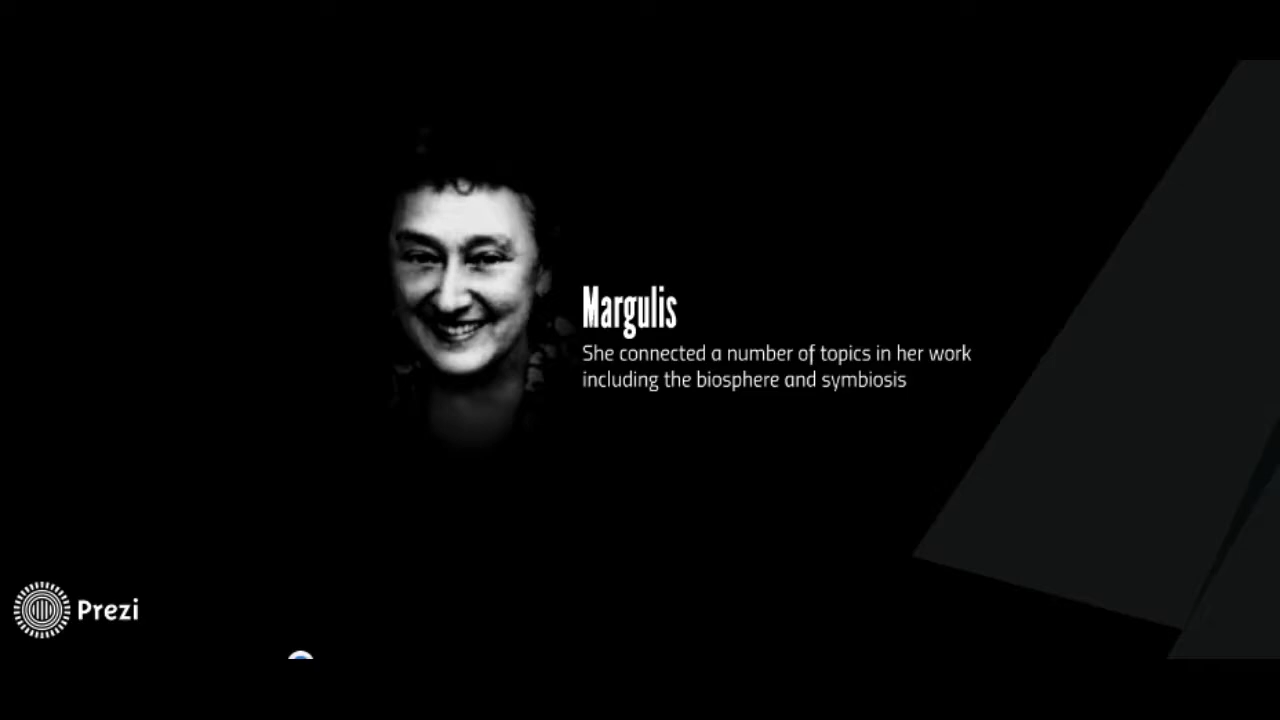 Margulis
She connected a number of topics in her work
including the biosphere and symbiosis
Prezi